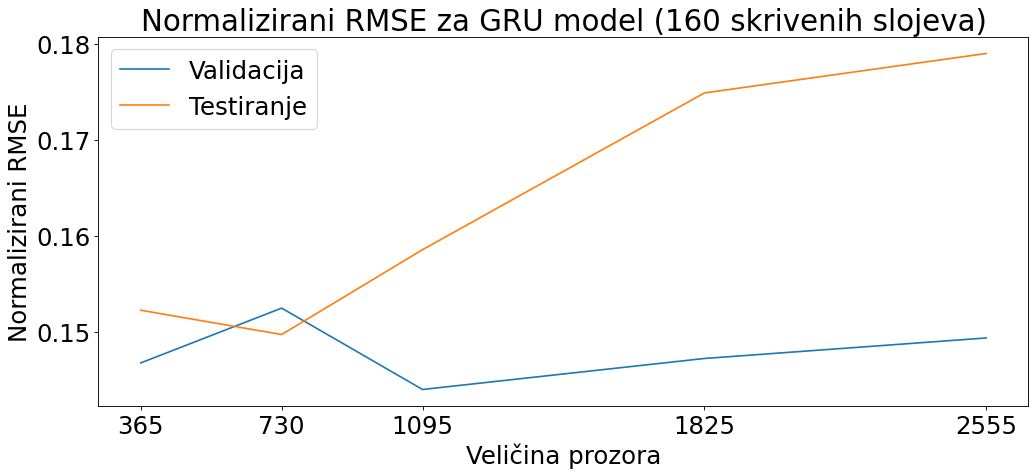 Normalizirani RMSE za GRU model (160 skrivenih slojeva)
Validacija
Testiranje
Normalizirani RMSE
0.18
0.17
0.16
0.15
365 730 1095 1825 2555
Veličina prozora